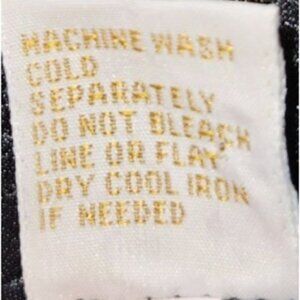 MACHINE WASH
COLD
SEPARATELY
DO NOT BLEACH
LINE OR FLAT
DRY COOL IRON
IF NEEDED